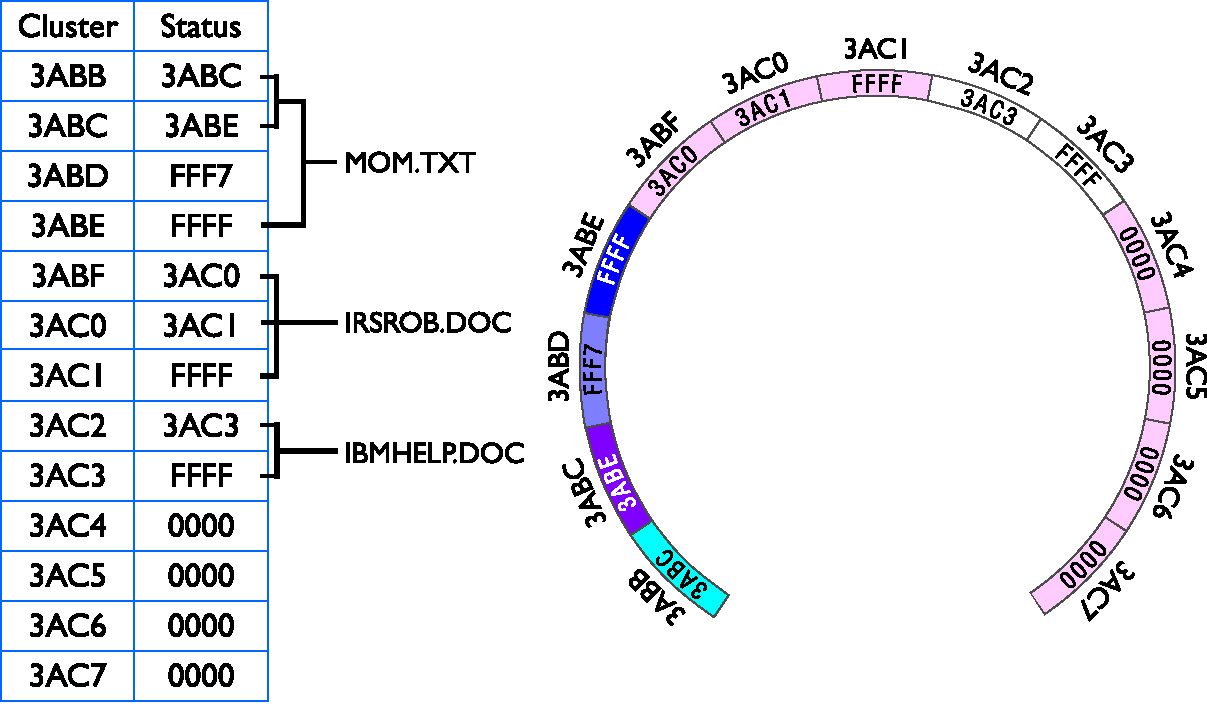 Cluster Status
3ABB 3ABC
3ABC 3ABE
3ABD FFF7
3ABE FFFF
3ABF 3AC0
3AC0 3AC1
3AC1 FFFF
3AC2 3AC3
3AC3 FFFF
3AC4 0000
3AC5 0000
3AC6 0000
3AC7 0000
MOM.TXT
IRSROB.DOC
IBMHELP.DOC
3ABB
3ABC
3ABC
3ABE
3ABD
FFF7
3ABE
FFFF
3ABF
3AC0
3AC0
3AC1
3AC1
FFFF
3AC2
3AC3
3AC3
FFFF
3AC4
0000
3AC5
0000
3AC6
0000
3AC7
0000